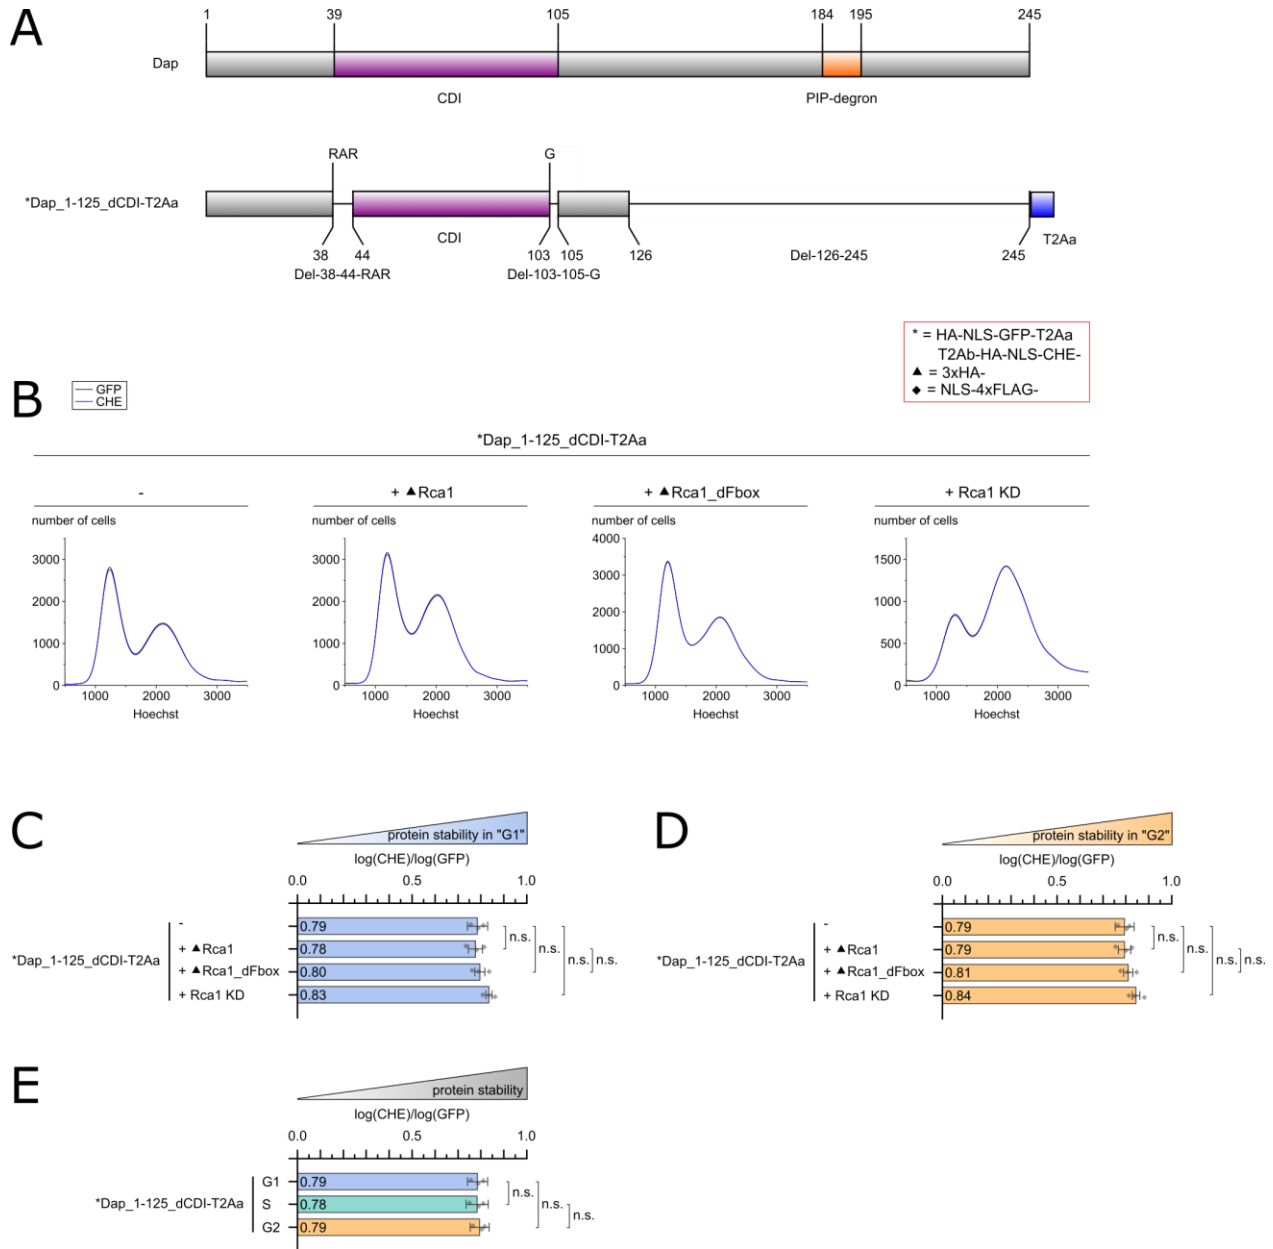 A
1 39 105 184 195 245
Dap
CDI PIP-degron
RAR G
*Dap_1-125_dCDI-T2Aa
CDI T2Aa
38 44 103 105 126 245
Del-38-44-RAR Del-103-105-G Del-126-245
* = HA-NLS-GFP-T2Aa
T2Ab-HA-NLS-CHE-
▲ = 3xHA-
◆ = NLS-4xFLAG-
B
GFP
CHE
*Dap_1-125_dCDI-T2Aa
- + ▲Rca1 + ▲Rca1_dFbox + Rca1 KD
number of cells number of cells number of cells number of cells
3000
2000
1000
0
1000 2000 3000
Hoechst
3000
2000
1000
0
1000 2000 3000
Hoechst
4000
3000
2000
1000
0
1000 2000 3000
Hoechst
1500
1000
500
0
1000 2000 3000
Hoechst
C
protein stability in "G1"
log(CHE)/log(GFP)
0.0 0.5 1.0
*Dap_1-125_dCDI-T2Aa
- 0.79
+ ▲Rca1 0.78
+ ▲Rca1_dFbox 0.80
+ Rca1 KD 0.83
n.s. n.s. n.s. n.s.
D
protein stability in "G2"
log(CHE)/log(GFP)
0.0 0.5 1.0
*Dap_1-125_dCDI-T2Aa
- 0.79
+ ▲Rca1 0.79
+ ▲Rca1_dFbox 0.81
+ Rca1 KD 0.84
n.s. n.s. n.s. n.s.
E
protein stability
log(CHE)/log(GFP)
0.0 0.5 1.0
*Dap_1-125_dCDI-T2Aa
G1 0.79
S 0.78
G2 0.79
n.s. n.s. n.s.